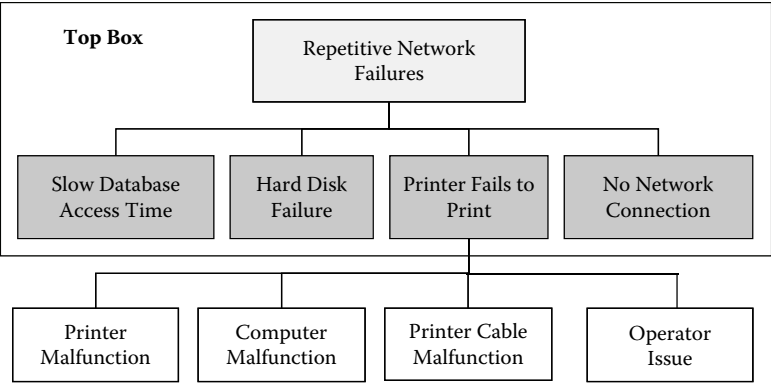 Top Box
Repetitive Network
Failures
Slow Database
Access Time
Hard Disk
Failure
Printer Fails to
Print
No Network
Connection
Printer
Malfunction
Computer
Malfunction
Printer Cable
Malfunction
Operator
Issue